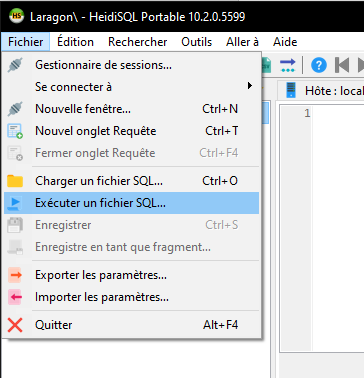 Laragon\ - HeidiSQL Portable 10.2.0.5599
Fichier Édition Rechercher Outils Aller à Aide
Gestionnaire de sessions...
Se connecter à
Nouvelle fenêtre... Ctrl+N
Nouvel onglet Requête Ctrl+T
Fermer onglet Requête Ctrl+F4
Charger un fichier SQL... Ctrl+O
Exécuter un fichier SQL...
Enregistrer Ctrl+S
Enregistre en tant que fragment...
Exporter les paramètres...
Importer les paramètres...
Quitter Alt+F4
Hôte : local
1